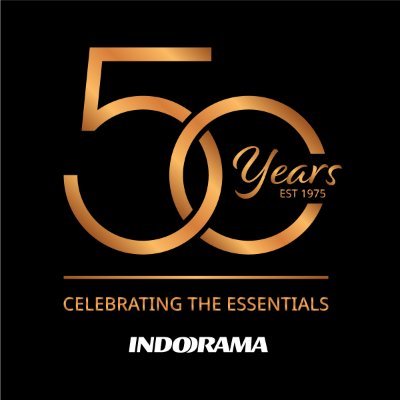 50
Years
EST 1975
CELEBRATING THE ESSENTIALS
INDORAMA